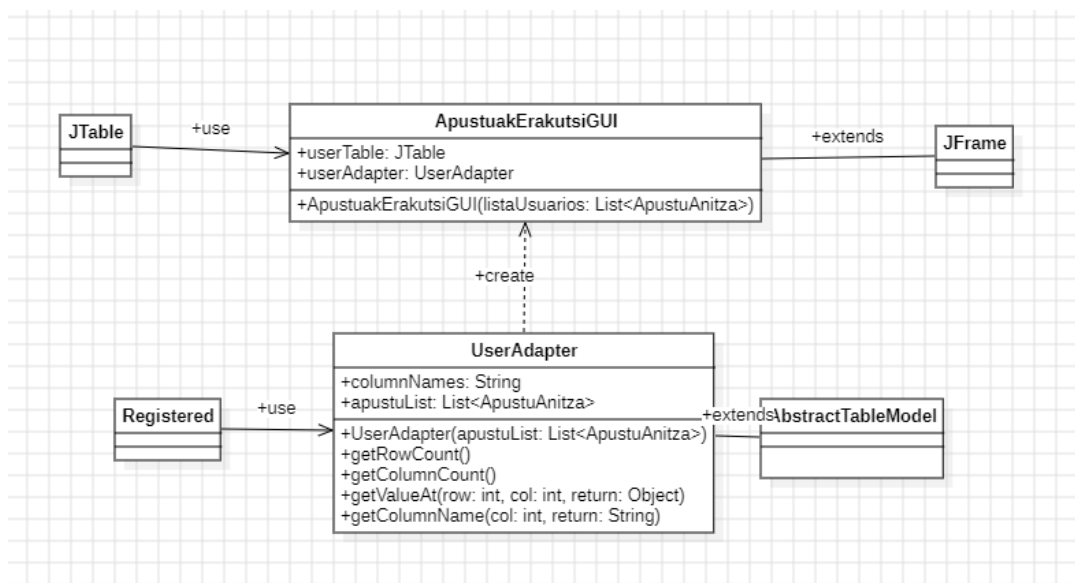 ApustuakErakutsiGUI
JTable
+use
+userTable: JTable
+userAdapter: UserAdapter
+extends
JFrame
+ApustuakErakutsiGUI(listaUsuarios: List<ApustuAnitza>)
+create
UserAdapter
+columnNames: String
+apustuList: List<ApustuAnitza>
Registered
+use
+extends
AbstractTableModel
+UserAdapter(apustuList: List<ApustuAnitza>)
+getRowCount()
+getColumnCount()
+getValueAt(row: int, col: int, return: Object)
+getColumnName(col: int, return: String)